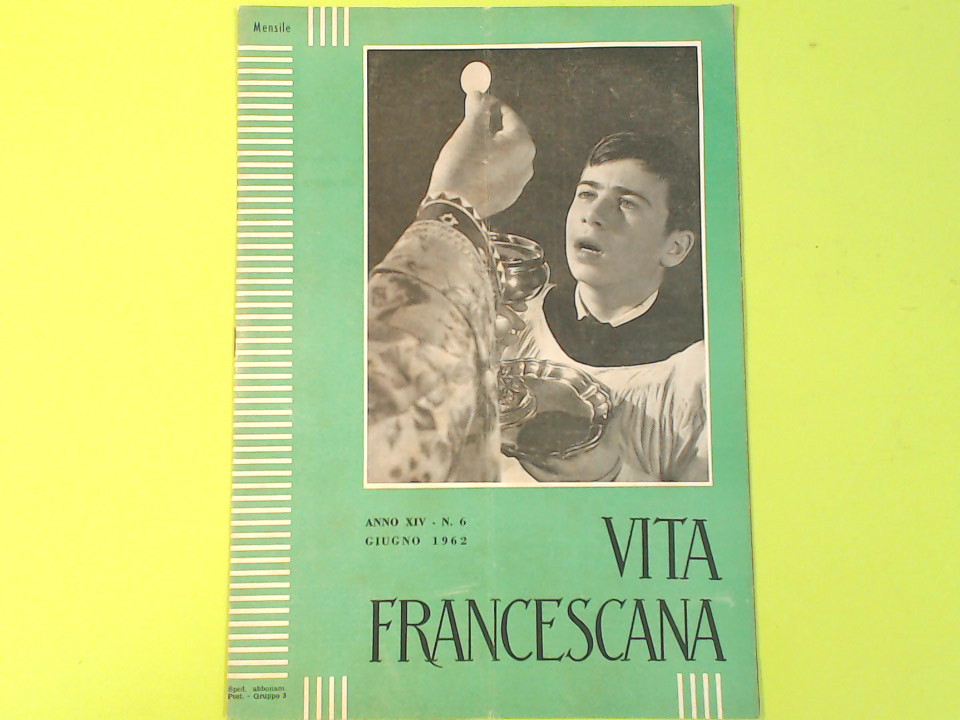 Mensile
ANNO XIV - N. 6
GIUGNO 1962
VITA
FRANCESCANA
Sped. abbonam.
Post. - Gruppo 3